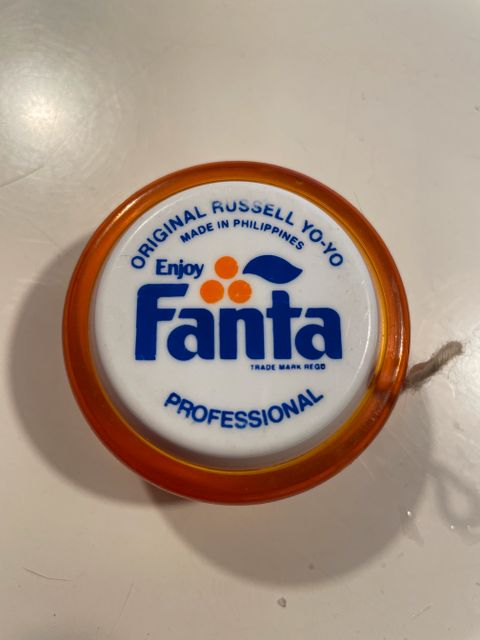 ORIGINAL RUSSELL YO-YO
MADE IN PHILIPPINES
Enjoy
Fanta
TRADE MARK REGD
PROFESSIONAL